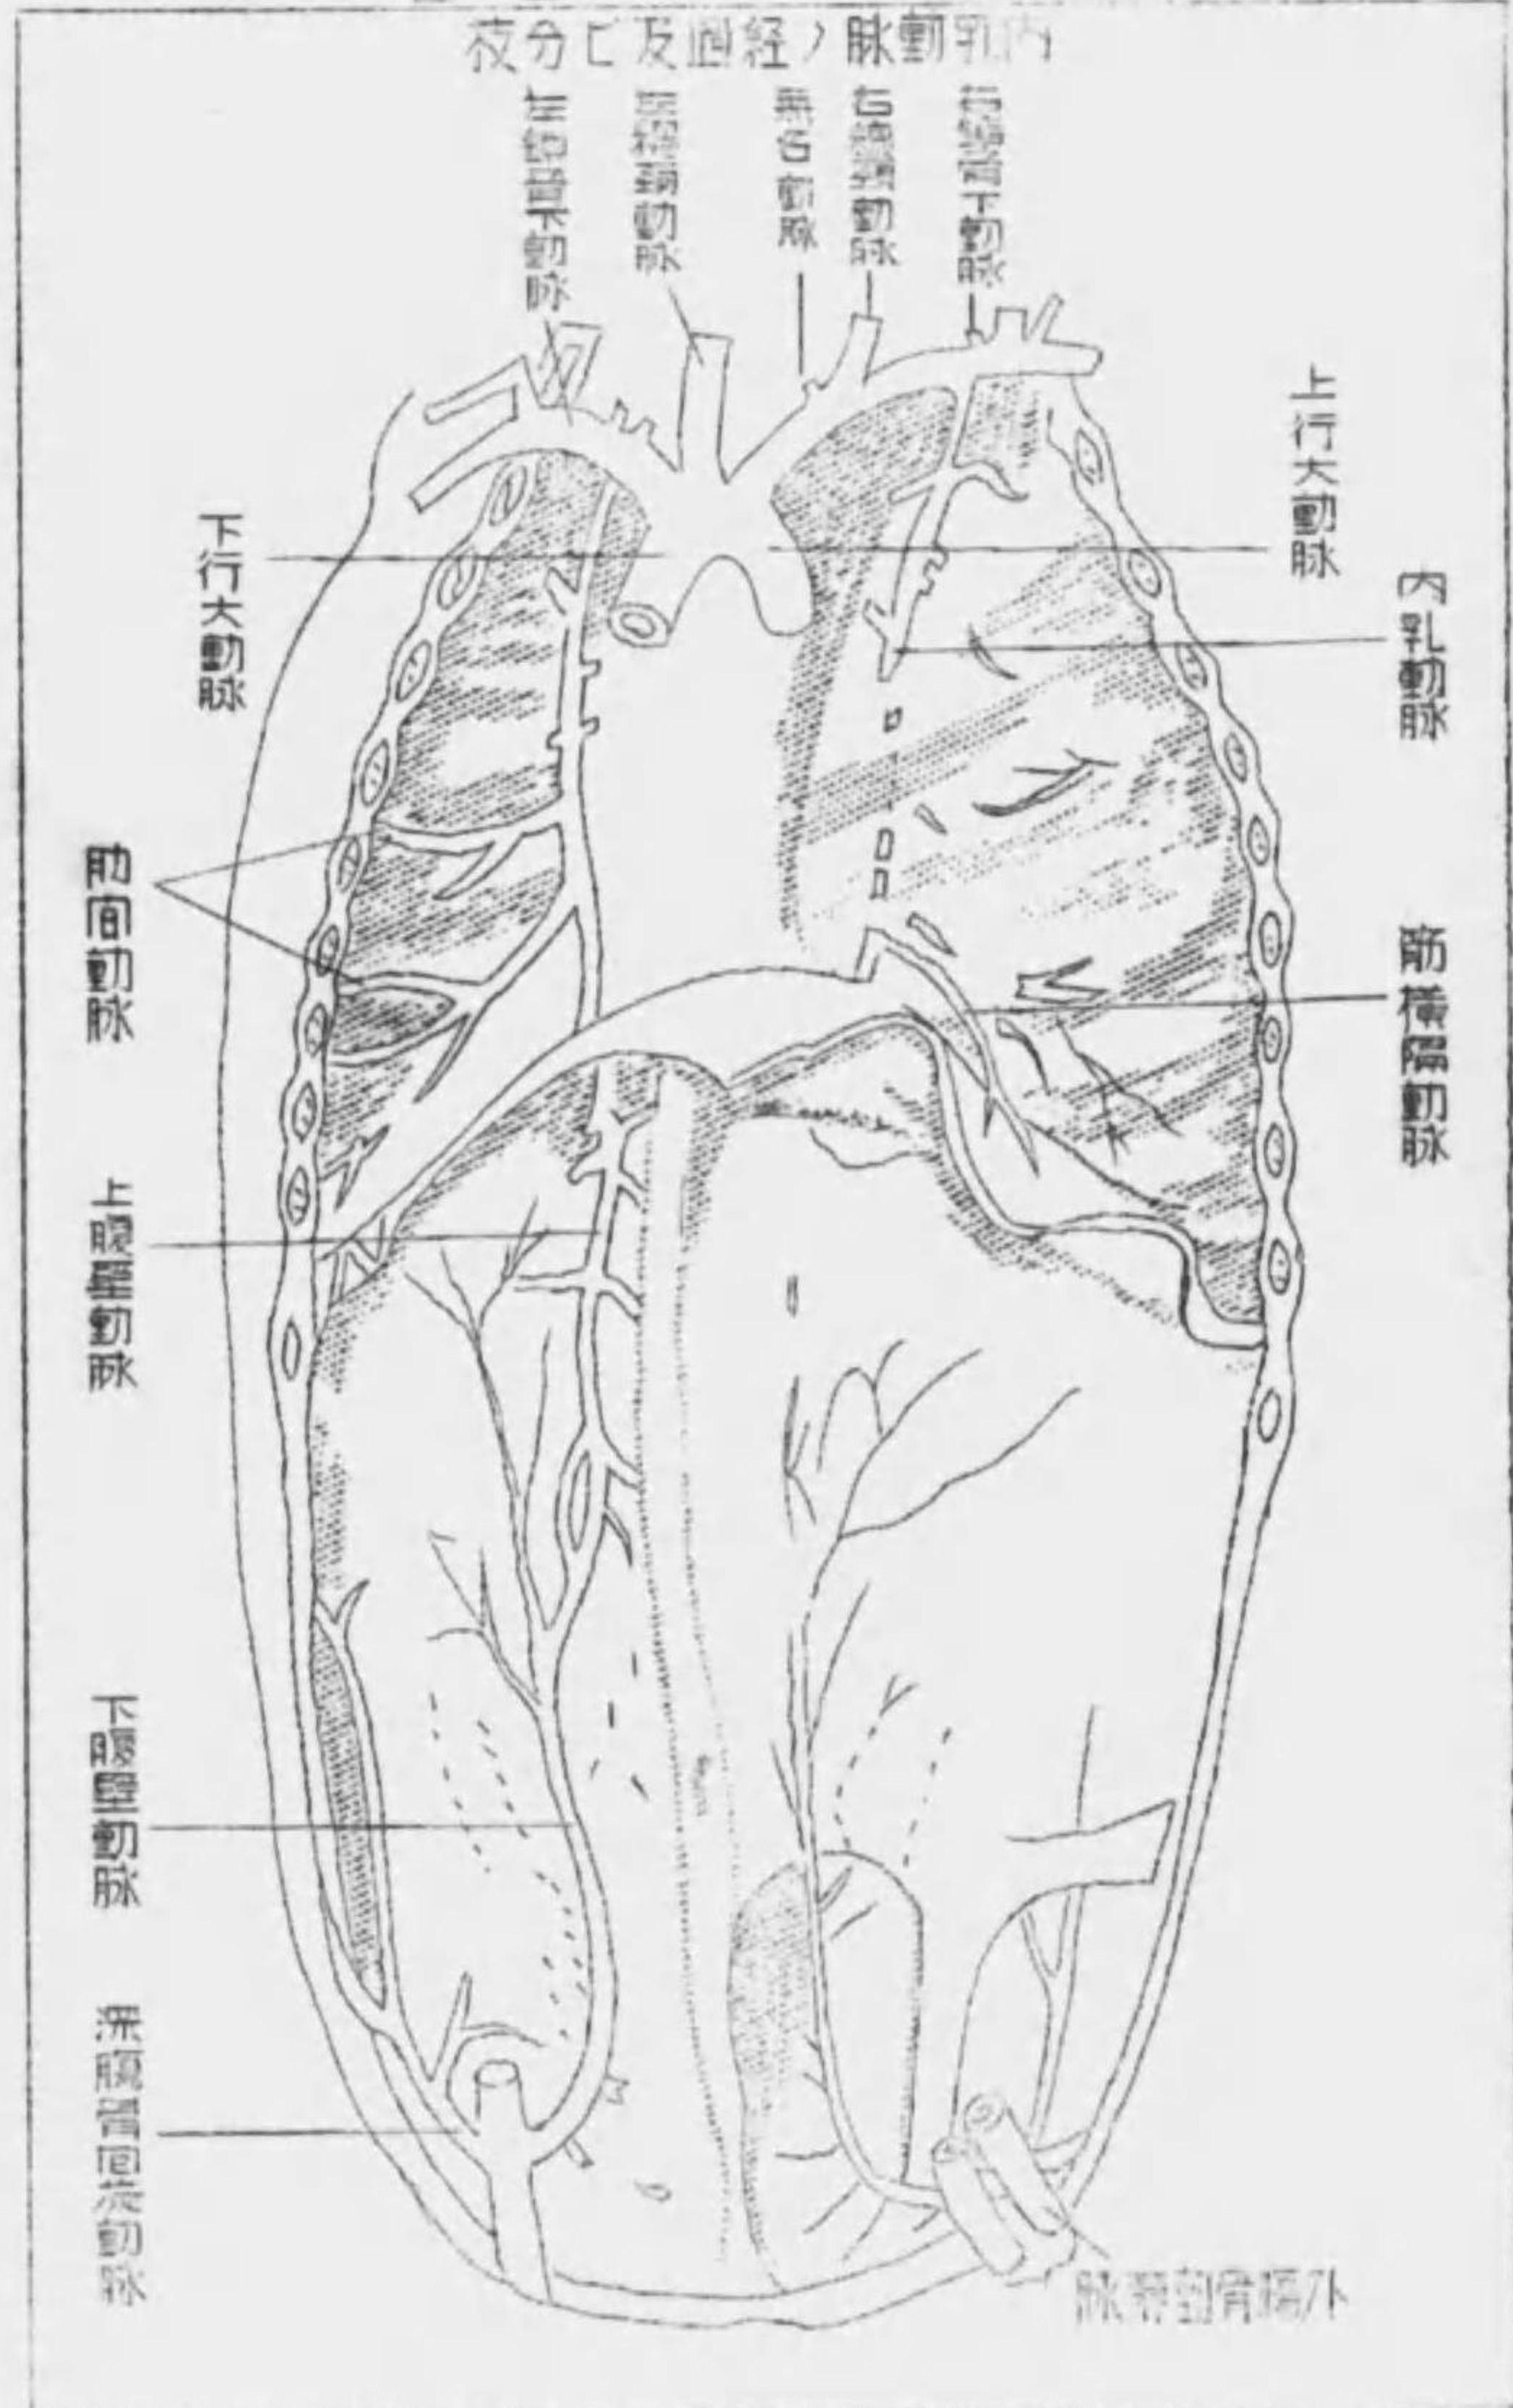 内乳動脈ノ経過及ビ分枝
右鎖骨下動脈
右總頸動脈
無名動脈
左総頸動脈
左鎖骨下動脈
上行大動脈
内乳動脈
筋横隔動脈
下行大動脈
肋間動脈
上腹壁動脈
下腹壁動脈
深腸骨回旋動脈
外腸骨動静脈